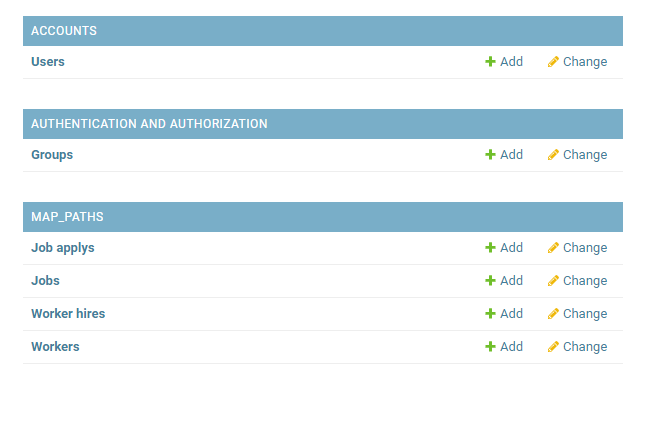 ACCOUNTS
Users Add Change
AUTHENTICATION AND AUTHORIZATION
Groups Add Change
MAP_PATHS
Job applys Add Change
Jobs Add Change
Worker hires Add Change
Workers Add Change